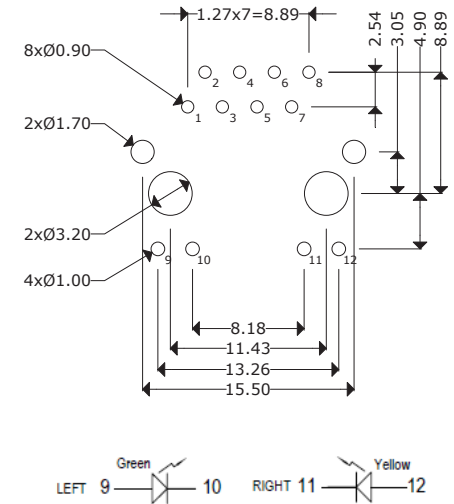 1.27x7=8.89
2.54
3.05
4.90
8.89
8xØ0.90
2 4 6 8
1 3 5 7
2xØ1.70
2xØ3.20
4xØ1.00
9 10 11 12
8.18
11.43
13.26
15.50
Green
Yellow
LEFT 9 10 RIGHT 11 12